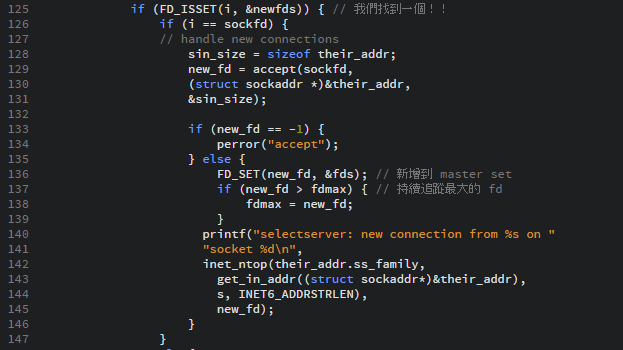 125 if (FD_ISSET(i, &newfds)) { // 我們找到一個！！
126 if (i == sockfd) {
127 // handle new connections
128 sin_size = sizeof their_addr;
129 new_fd = accept(sockfd,
130 (struct sockaddr *)&their_addr,
131 &sin_size);
132
133 if (new_fd == -1) {
134 perror("accept");
135 } else {
136 FD_SET(new_fd, &fds); // 新增到 master set
137 if (new_fd > fdmax) { // 持續追蹤最大的 fd
138 fdmax = new_fd;
139 }
140 printf("selectserver: new connection from %s on "
141 "socket %d\n",
142 inet_ntop(their_addr.ss_family,
143 get_in_addr((struct sockaddr*)&their_addr),
144 s, INET6_ADDRSTRLEN),
145 new_fd);
146 }
147 }